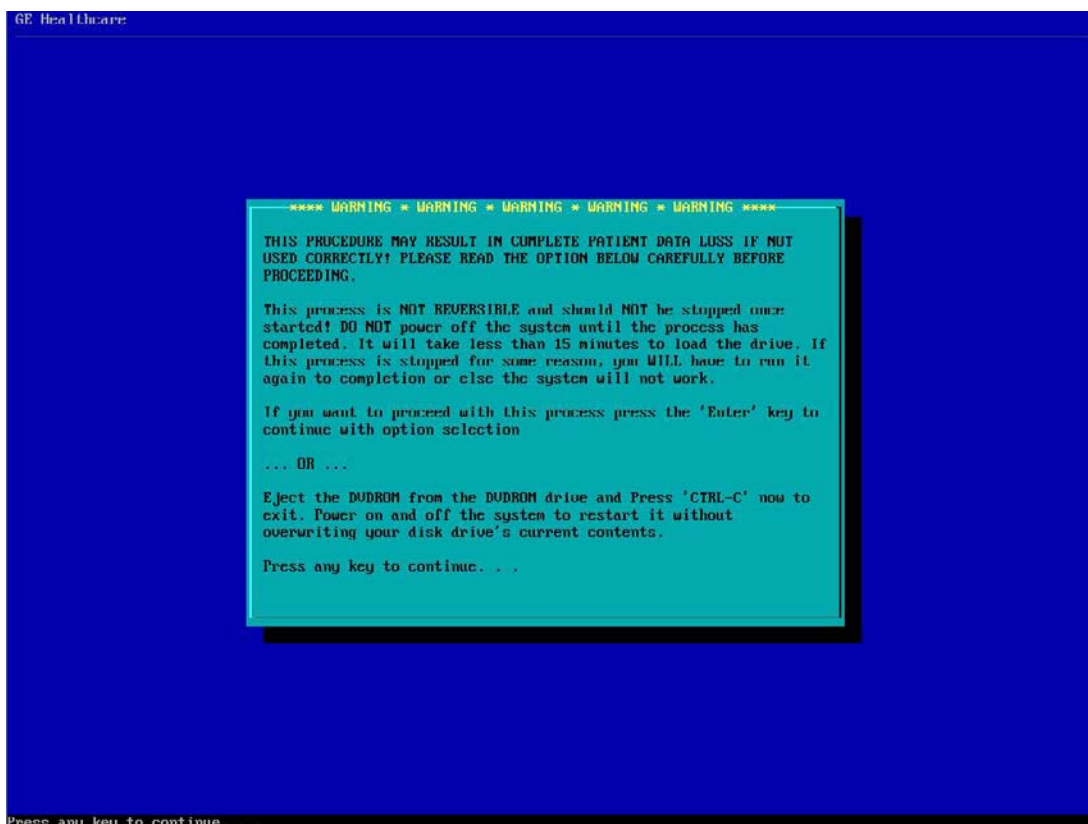 GE Healthcare
**** WARNING * WARNING * WARNING * WARNING * WARNING ****
THIS PROCEDURE MAY RESULT IN COMPLETE PATIENT DATA LOSS IF NOT
USED CORRECTLY! PLEASE READ THE OPTION BELOW CAREFULLY BEFORE
PROCEEDING.
This process is NOT REVERSIBLE and should NOT be stopped once
started! DO NOT power off the system until the process has
completed. It will take less than 15 minutes to load the drive. If
this process is stopped for some reason, you WILL have to run it
again to completion or else the system will not work.
If you want to proceed with this process press the 'Enter' key to
continue with option selection
... OR ...
Eject the DVDROM from the DVDROM drive and Press 'CTRL-C' now to
exit. Power on and off the system to restart it without
overwriting your disk drive's current contents.
Press any key to continue. . .
Press any key to continue.